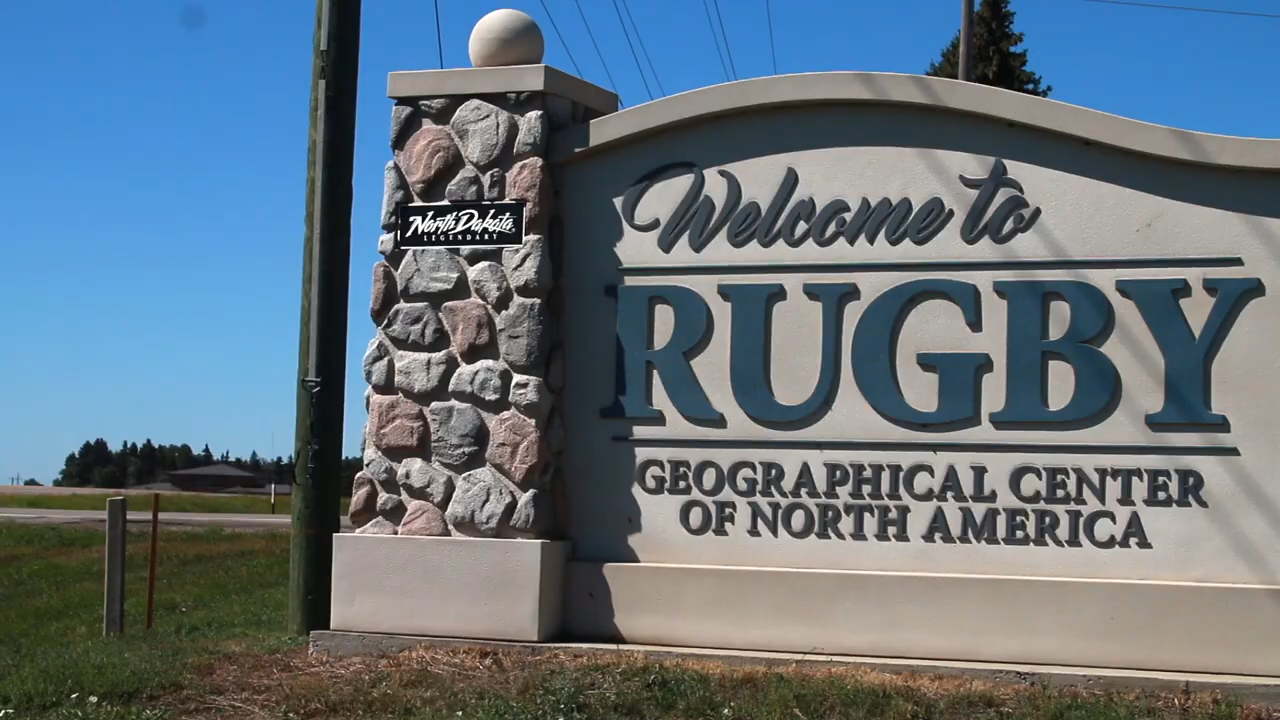 North Dakota
LEGENDARY
Welcome to
RUGBY
GEOGRAPHICAL CENTER
OF NORTH AMERICA